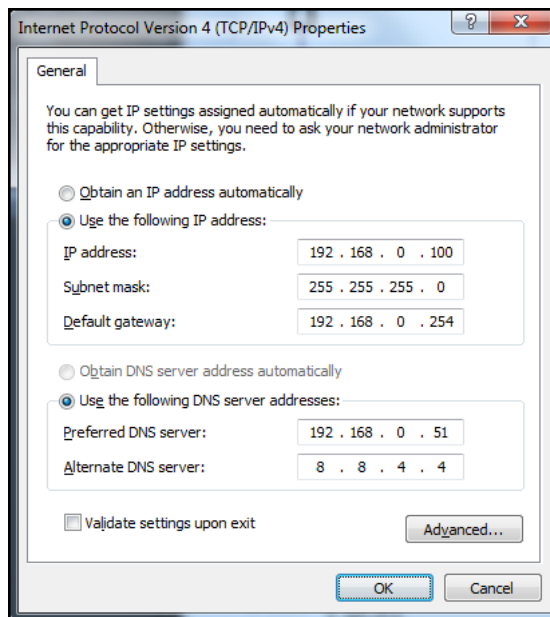 Internet Protocol Version 4 (TCP/IPv4) Properties
General
You can get IP settings assigned automatically if your network supports
this capability. Otherwise, you need to ask your network administrator
for the appropriate IP settings.
Obtain an IP address automatically
Use the following IP address:
IP address: 192 . 168 . 0 . 100
Subnet mask: 255 . 255 . 255 . 0
Default gateway: 192 . 168 . 0 . 254
Obtain DNS server address automatically
Use the following DNS server addresses:
Preferred DNS server: 192 . 168 . 0 . 51
Alternate DNS server: 8 . 8 . 4 . 4
Validate settings upon exit
Advanced...
OK Cancel